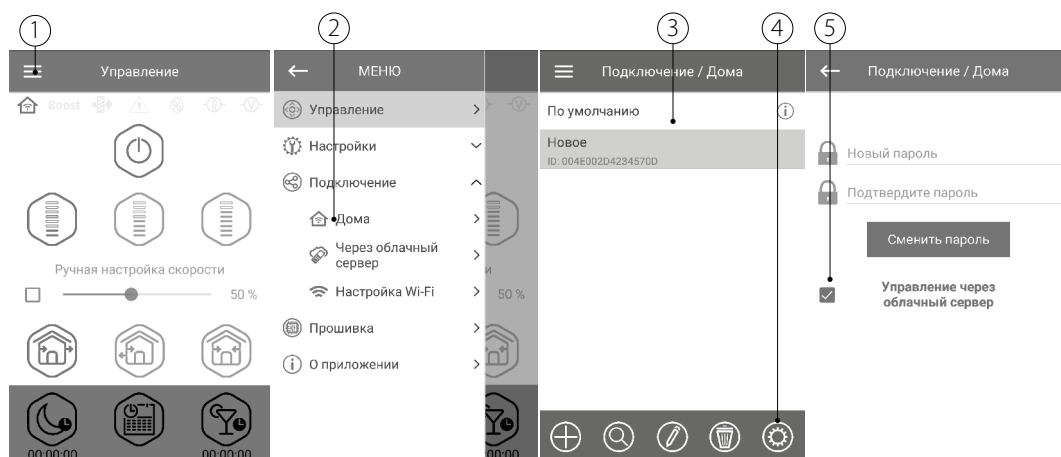 1
2
3
4
5
Управление
Boost
Ручная настройка скорости
50 %
00:00:00
00:00:00
МЕНЮ
Управление
Настройки
Подключение
Дома
Через облачный
сервер
Настройка Wi-Fi
Прошивка
О приложении
и
50 %
00:00
Подключение / Дома
По умолчанию
Новое
ID: 004E002D4234570D
Подключение / Дома
Новый пароль
Подтвердите пароль
Сменить пароль
Управление через
облачный сервер